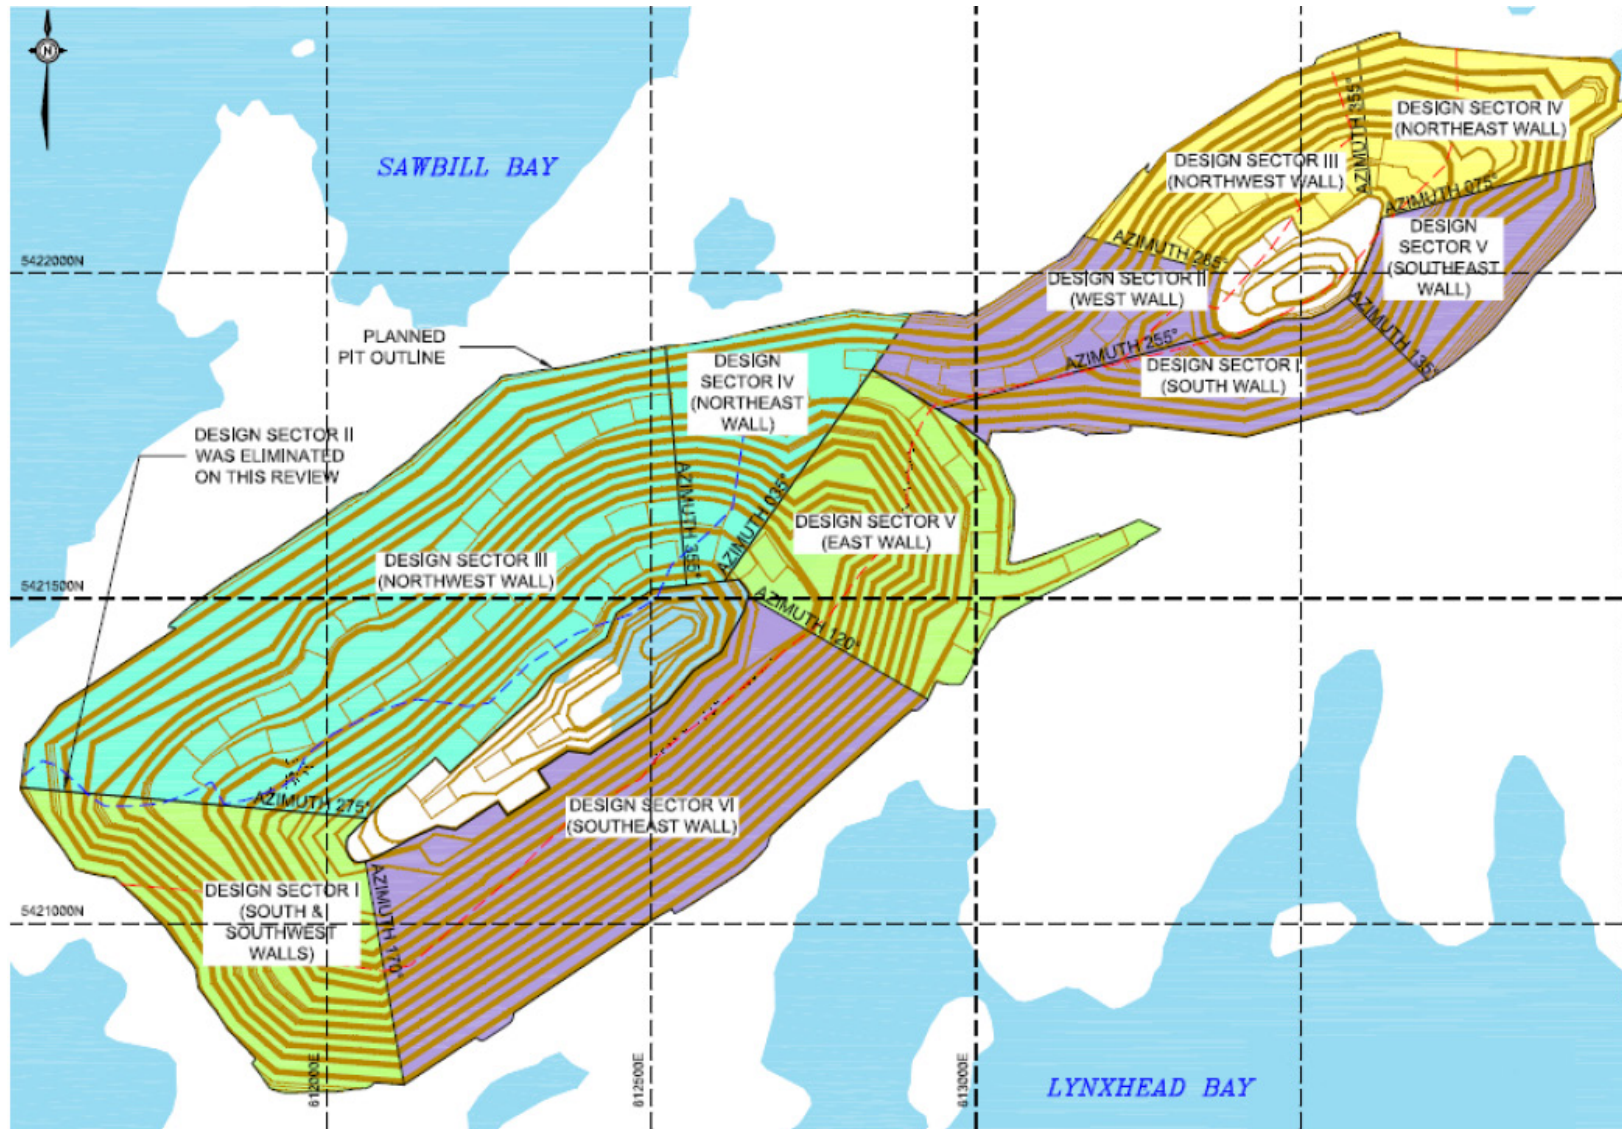 N
SAWBILL BAY
DESIGN SECTOR IV
(NORTHEAST WALL)
AZIMUTH 355°
DESIGN SECTOR III
(NORTHWEST WALL)
AZIMUTH 075°
DESIGN
SECTOR V
(SOUTHEAST
WALL)
AZIMUTH 285°
5422000N
DESIGN SECTOR II
(WEST WALL)
AZIMUTH 255°
AZIMUTH 135°
DESIGN SECTOR I
(SOUTH WALL)
PLANNED
PIT OUTLINE
DESIGN
SECTOR IV
(NORTHEAST
WALL)
DESIGN SECTOR II
WAS ELIMINATED
ON THIS REVIEW
AZIMUTH 355°
AZIMUTH 035°
DESIGN SECTOR V
(EAST WALL)
DESIGN SECTOR III
(NORTHWEST WALL)
5421500N
AZIMUTH 120°
AZIMUTH 275°
DESIGN SECTOR VI
(SOUTHEAST WALL)
AZIMUTH 170°
DESIGN SECTOR I
(SOUTH &
SOUTHWEST
WALLS)
5421000N
612000E
612500E
613000E
LYNXHEAD BAY